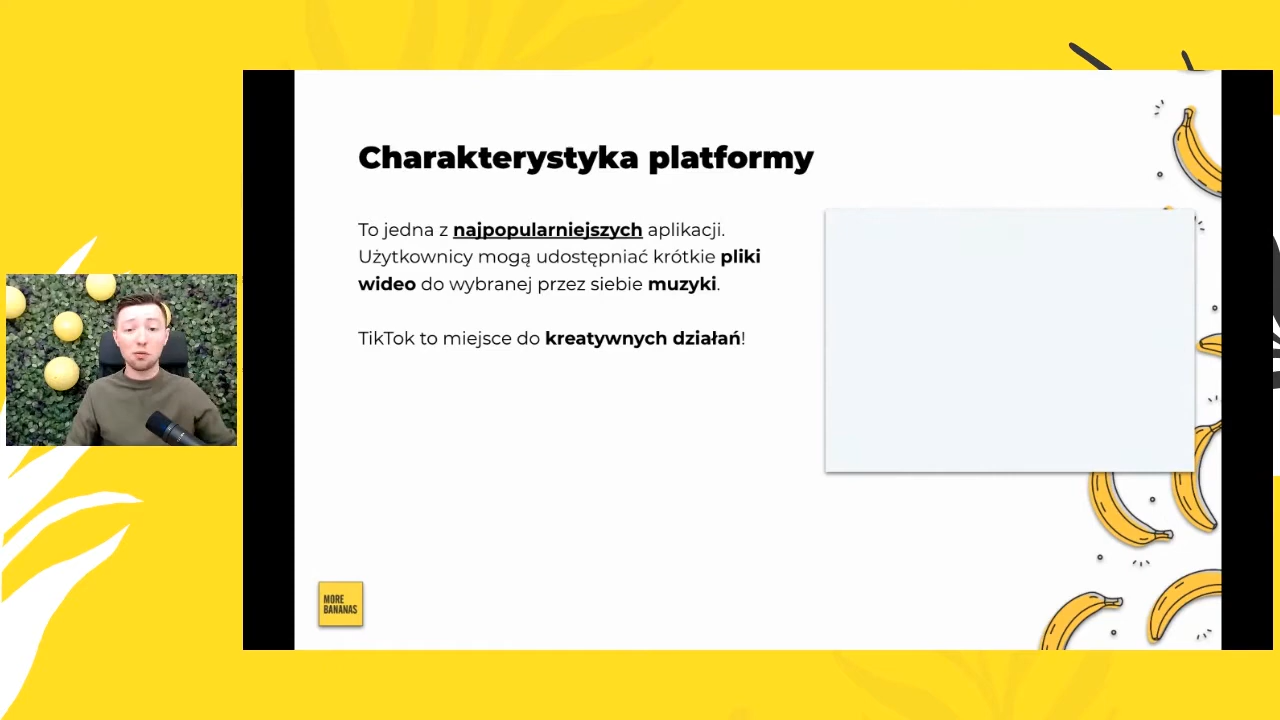 Charakterystyka platformy
To jedna z najpopularniejszych aplikacji.
Użytkownicy mogą udostępniać krótkie pliki
wideo do wybranej przez siebie muzyki.
TikTok to miejsce do kreatywnych działań!
MORE
BANANAS